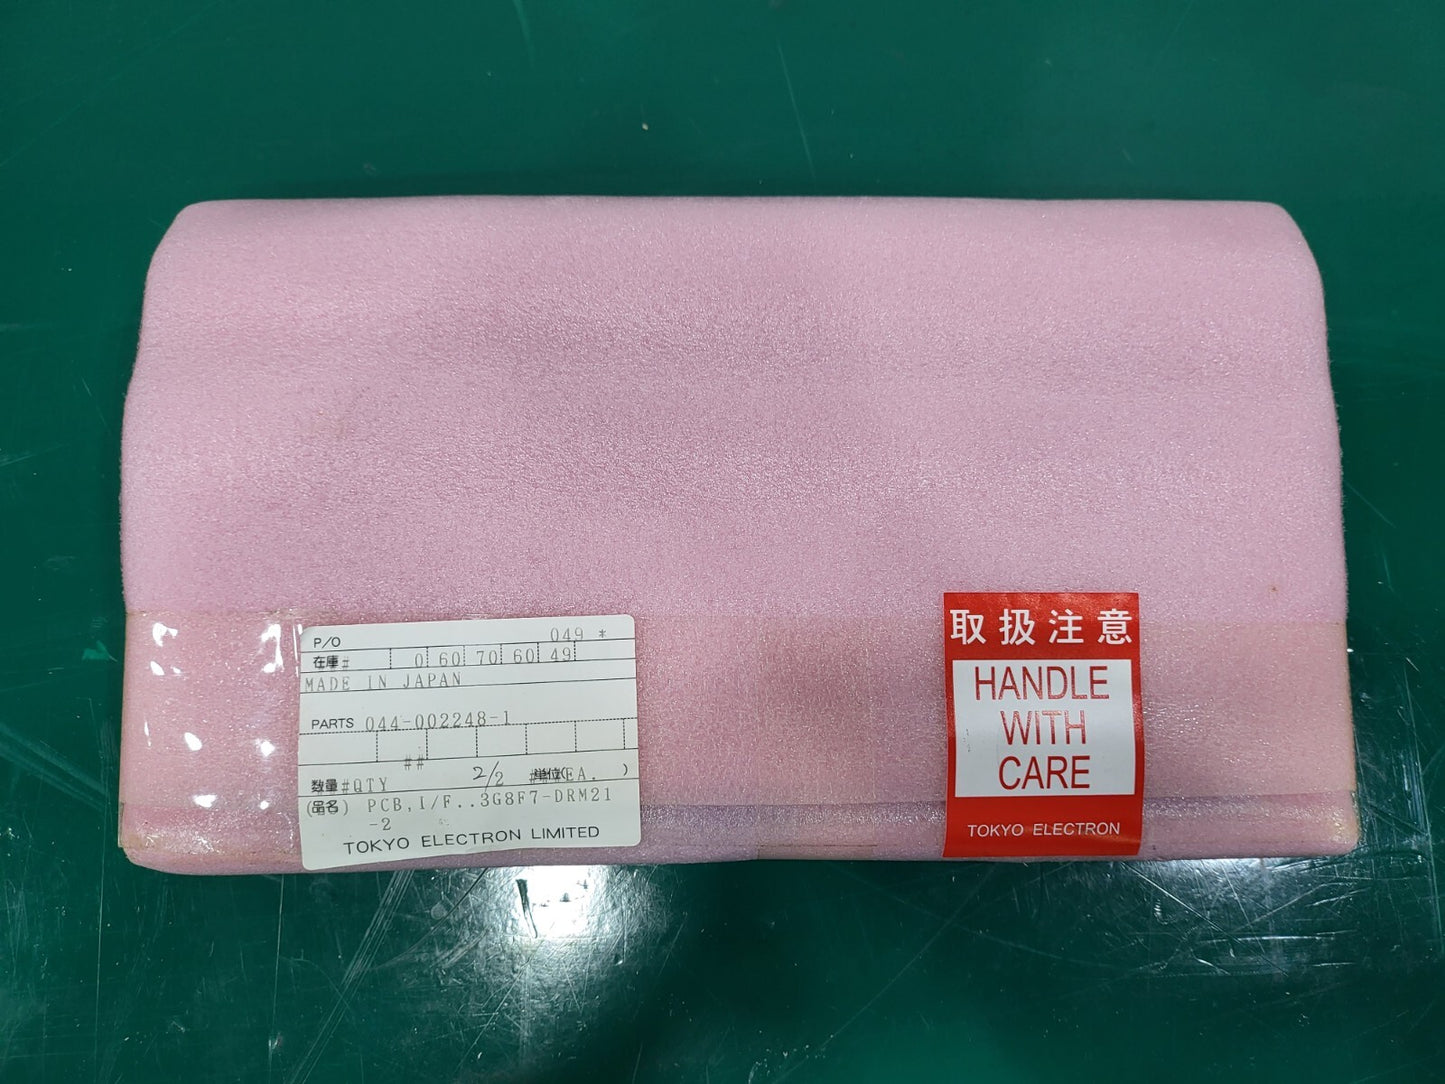 P/O 049 *
在庫# 0 60 70 60 49
MADE IN JAPAN
PARTS 044-002248-1
##
数量#QTY 2/2 単位(EA. )
(品名) PCB,I/F..3G8F7-DRM21
-2
TOKYO ELECTRON LIMITED
取扱注意
HANDLE
WITH
CARE
TOKYO ELECTRON